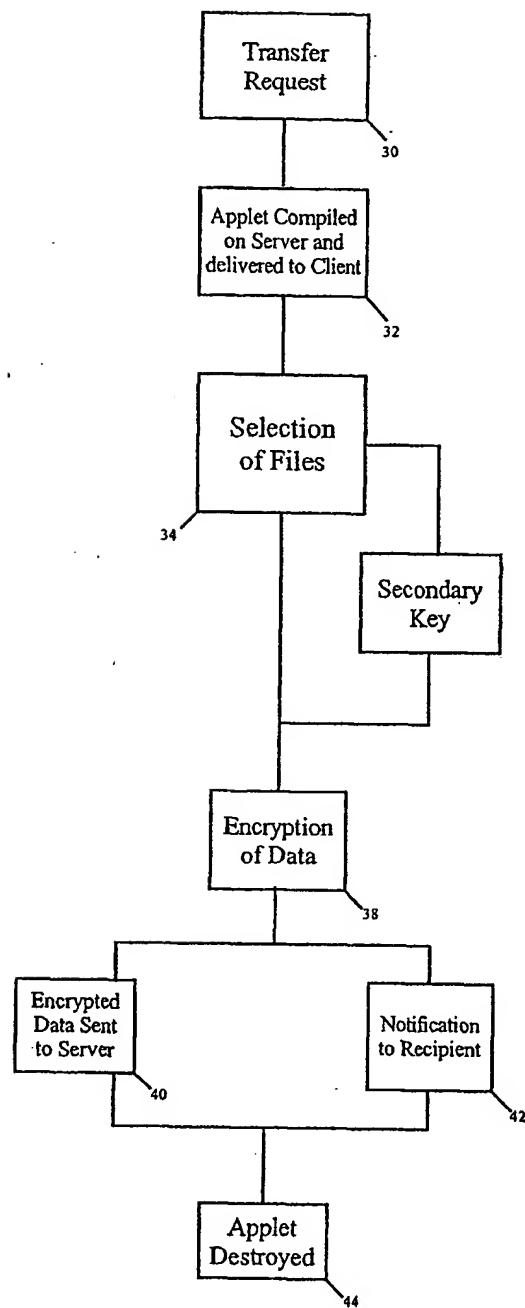 Transfer
Request
30
Applet Compiled
on Server and
delivered to Client
32
Selection
of Files
34
Secondary
Key
Encryption
of Data
38
Encrypted
Data Sent
to Server
40
Notification
to Recipient
42
Applet
Destroyed
44